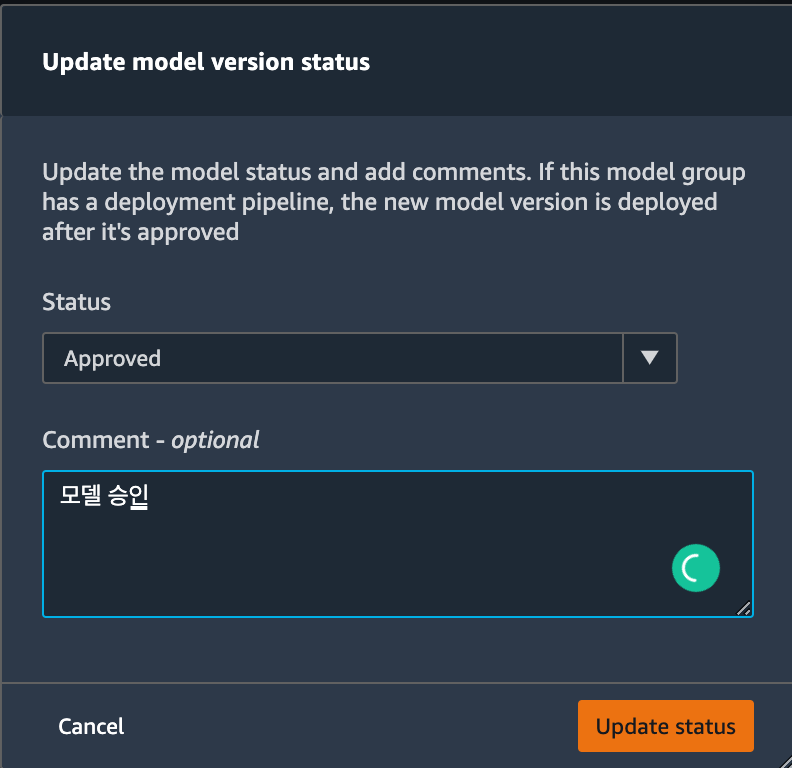 Update model version status
Update the model status and add comments. If this model group
has a deployment pipeline, the new model version is deployed
after it's approved
Status
Approved
Comment - optional
모델 승인
Cancel
Update status